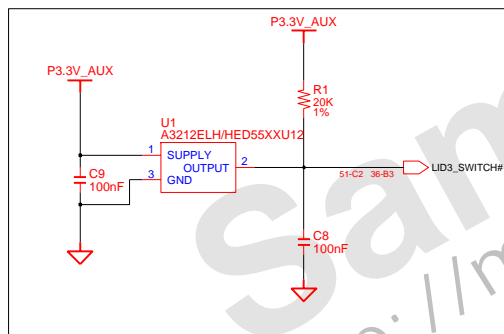 P3.3V_AUX
P3.3V_AUX
R1
20K
1%
U1
A3212ELH/HED55XXU12
1 SUPPLY
OUTPUT 2
3 GND
C9
100nF
51-C2 36-B3
LID3_SWITCH#
C8
100nF
Sam
://m